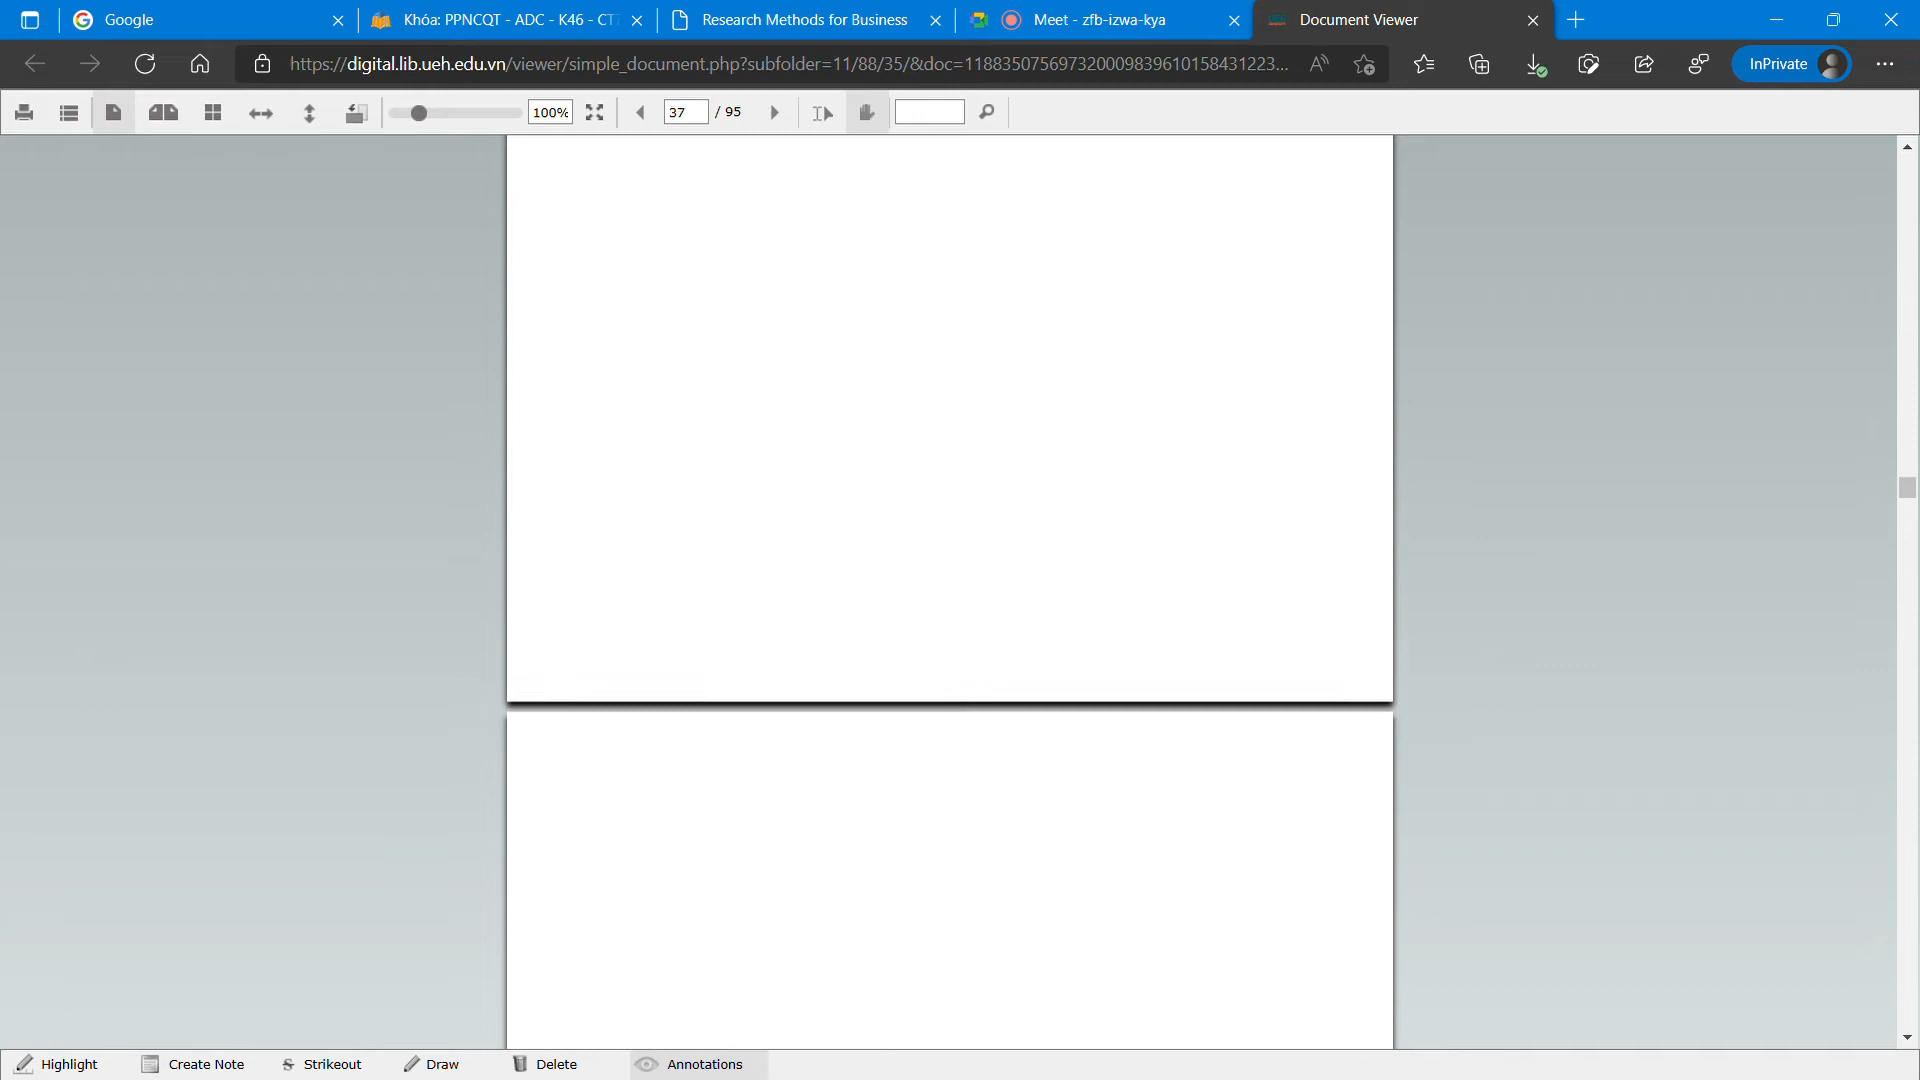 Google
Khóa: PPNCQT - ADC - K46 - CT
Research Methods for Business
Meet - zfb-izwa-kya
Document Viewer
https://digital.lib.ueh.edu.vn/viewer/simple_document.php?subfolder=11/88/35/&doc=118835075697320009839610158431223...
InPrivate
100%
37 / 95
Highlight
Create Note
Strikeout
Draw
Delete
Annotations